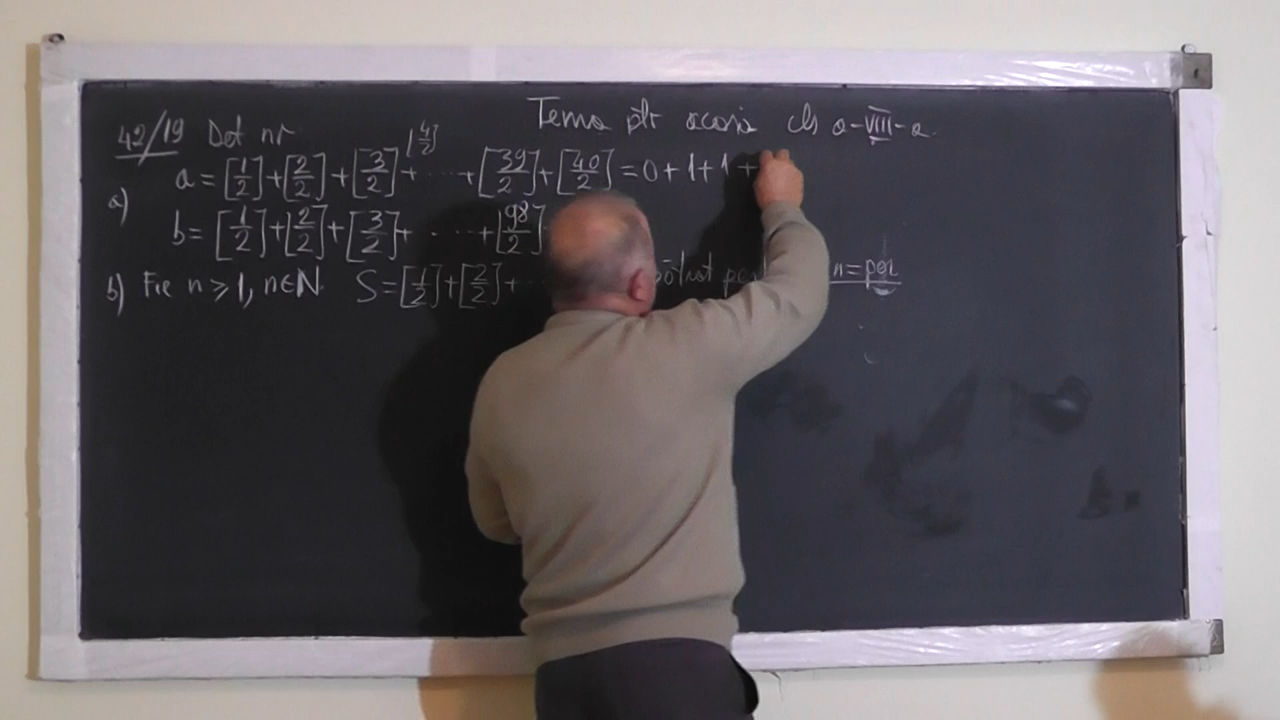 Tema ptr acasă cls a-VIII-a
42/19 Det nr
a) a = [1/2] + [2/2] + [3/2] + [4/2] ..... + [39/2] + [40/2] = 0 + 1 + 1 +
b = [1/2] + [2/2] + [3/2] + ..... + [98/2]
b) Fie n ≥ 1, n∈N. S = [1/2] + [2/2] + ... pătrat n = par